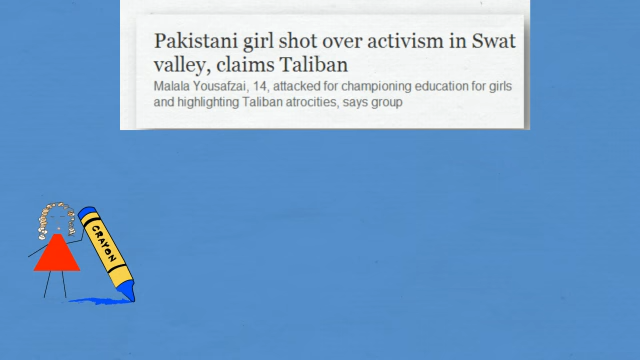 Pakistani girl shot over activism in Swat
valley, claims Taliban
Malala Yousafzai, 14, attacked for championing education for girls
and highlighting Taliban atrocities, says group
CRAYON